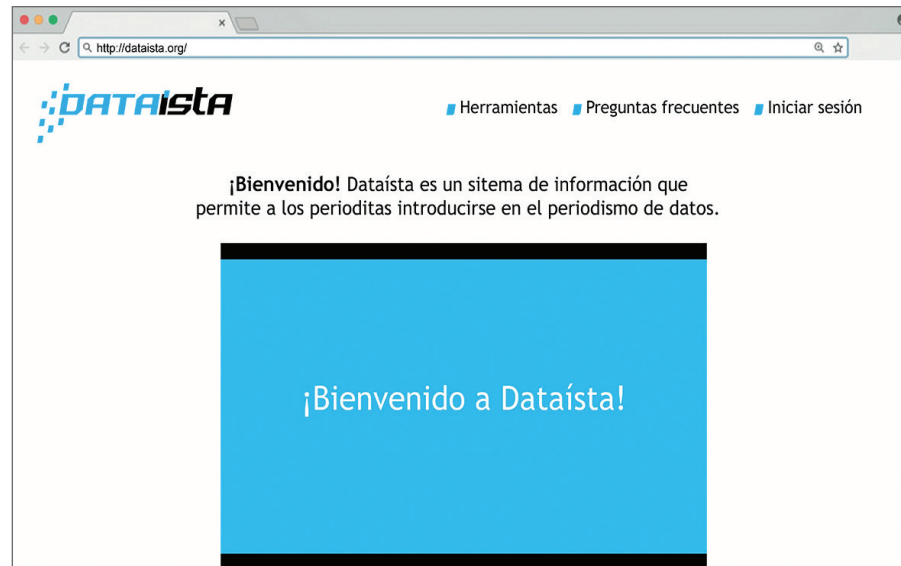 http://dataista.org/
DATAísta
Herramientas Preguntas frecuentes Iniciar sesión
¡Bienvenido! Dataísta es un sitema de información que
permite a los perioditas introducirse en el periodismo de datos.
¡Bienvenido a Dataísta!